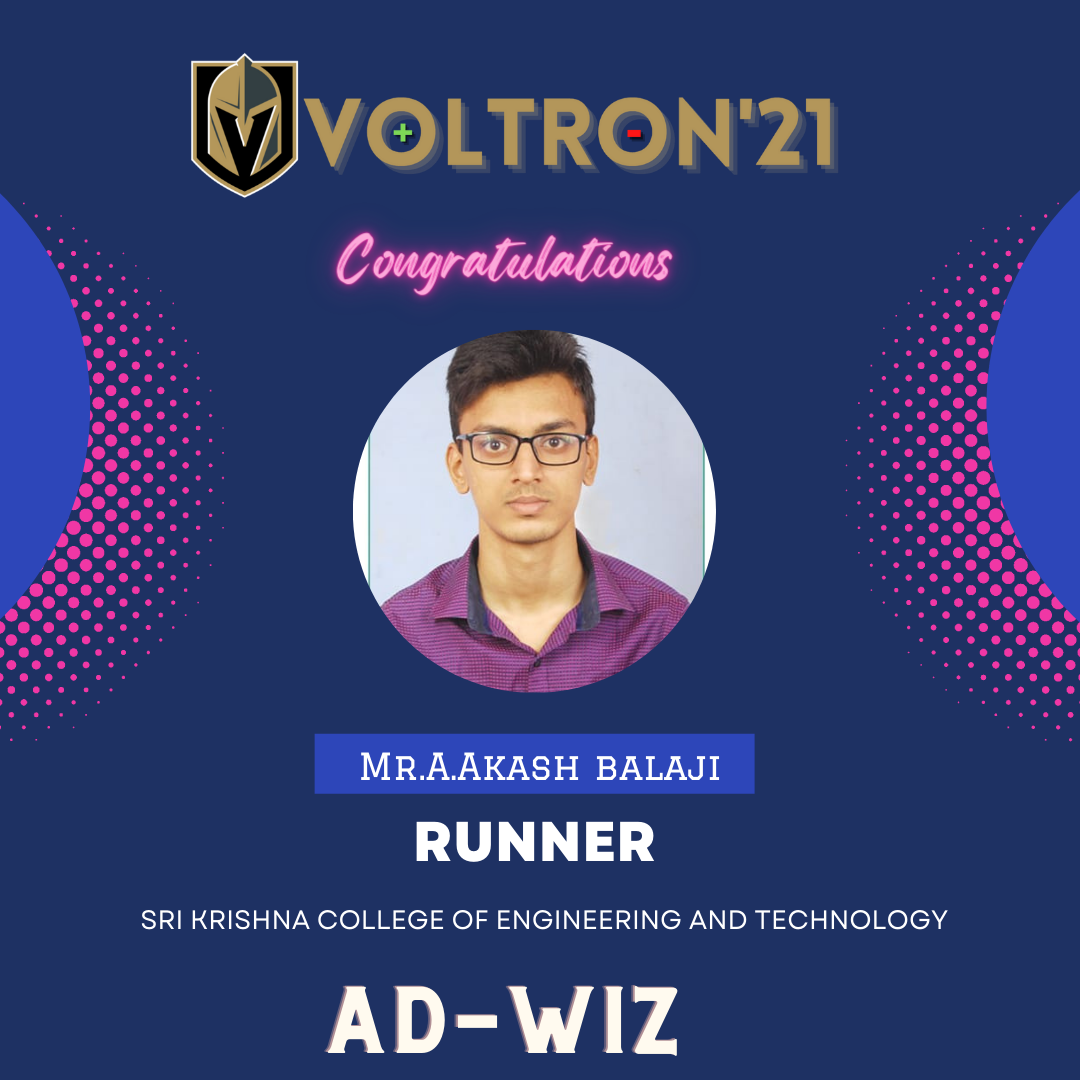 VOLTRON'21
Congratulations
Mr.A.Akash balaji
RUNNER
SRI KRISHNA COLLEGE OF ENGINEERING AND TECHNOLOGY
AD-WIZ